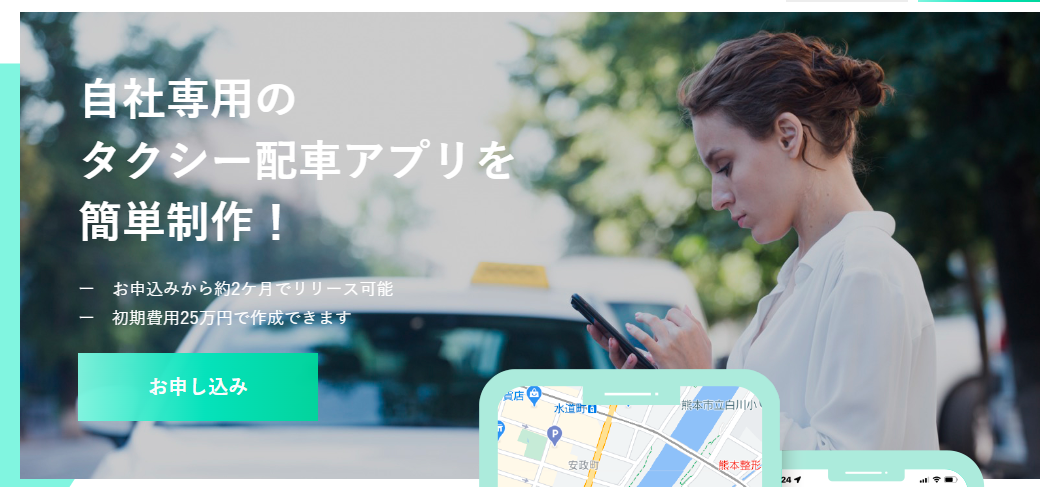 自社専用の
タクシー配車アプリを
簡単制作！
ー　お申込みから約2ケ月でリリース可能
ー　初期費用25万円で作成できます
お申し込み
水道町
熊本市立白川小
P
安政町
熊本整形
24